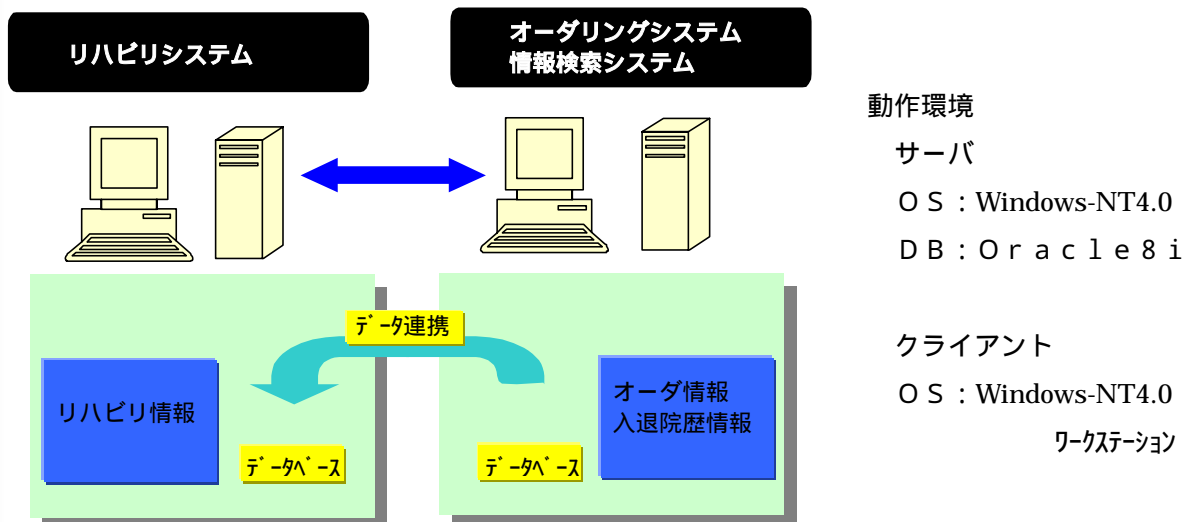 リハビリシステム
オーダリングシステム
情報検索システム
データ連携
リハビリ情報
データベース
オーダ情報
入退院歴情報
データベース
動作環境
サーバ
ＯＳ：Windows-NT4.0
ＤＢ：Ｏｒａｃｌｅ８ｉ
クライアント
ＯＳ：Windows-NT4.0
ワークステーション